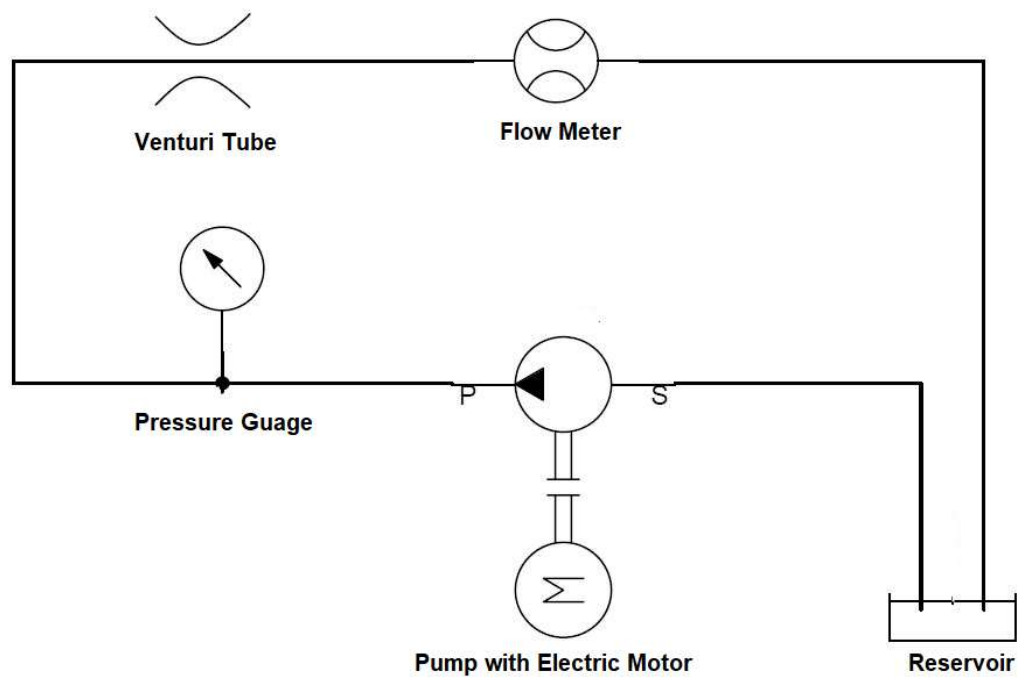 Venturi Tube
Flow Meter
Pressure Guage
P
S
M
Pump with Electric Motor
Reservoir